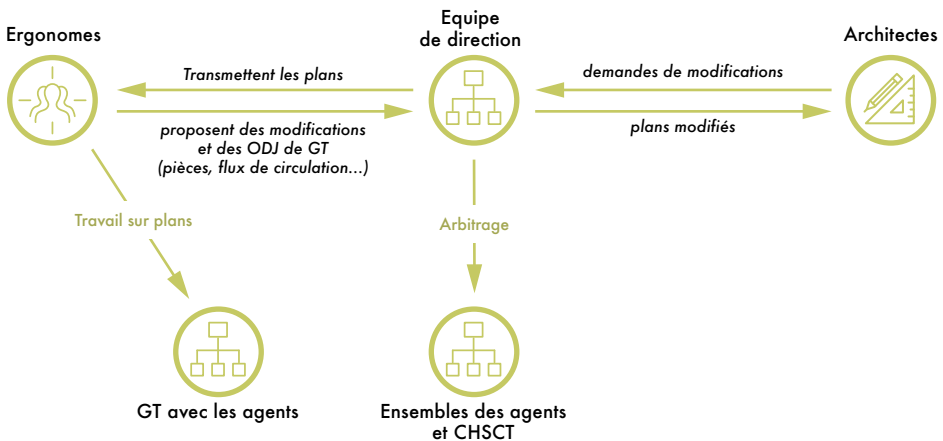 Ergonomes
Equipe
de direction
Architectes
Transmettent les plans
demandes de modifications
proposent des modifications
et des ODJ de GT
(pièces, flux de circulation...)
plans modifiés
Travail sur plans
Arbitrage
GT avec les agents
Ensembles des agents
et CHSCT